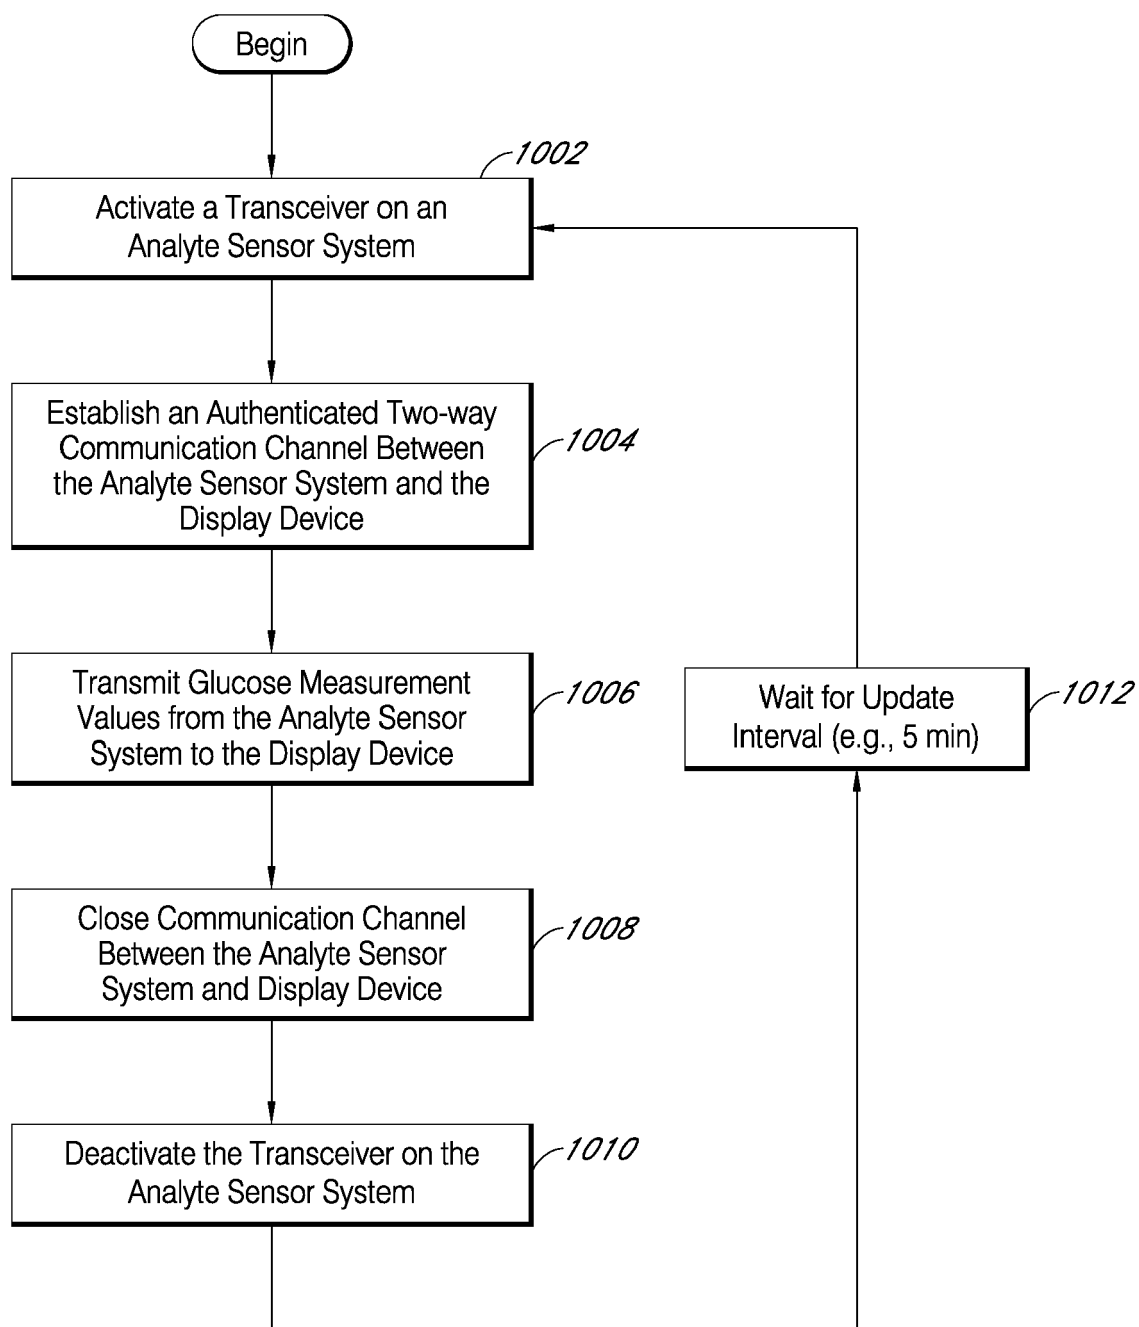 Begin
1002
Activate a Transceiver on an
Analyte Sensor System
Establish an Authenticated Two-way
Communication Channel Between
the Analyte Sensor System and the
Display Device
1004
Transmit Glucose Measurement
Values from the Analyte Sensor
System to the Display Device
1006
Wait for Update
Interval (e.g., 5 min)
1012
Close Communication Channel
Between the Analyte Sensor
System and Display Device
1008
Deactivate the Transceiver on the
Analyte Sensor System
1010